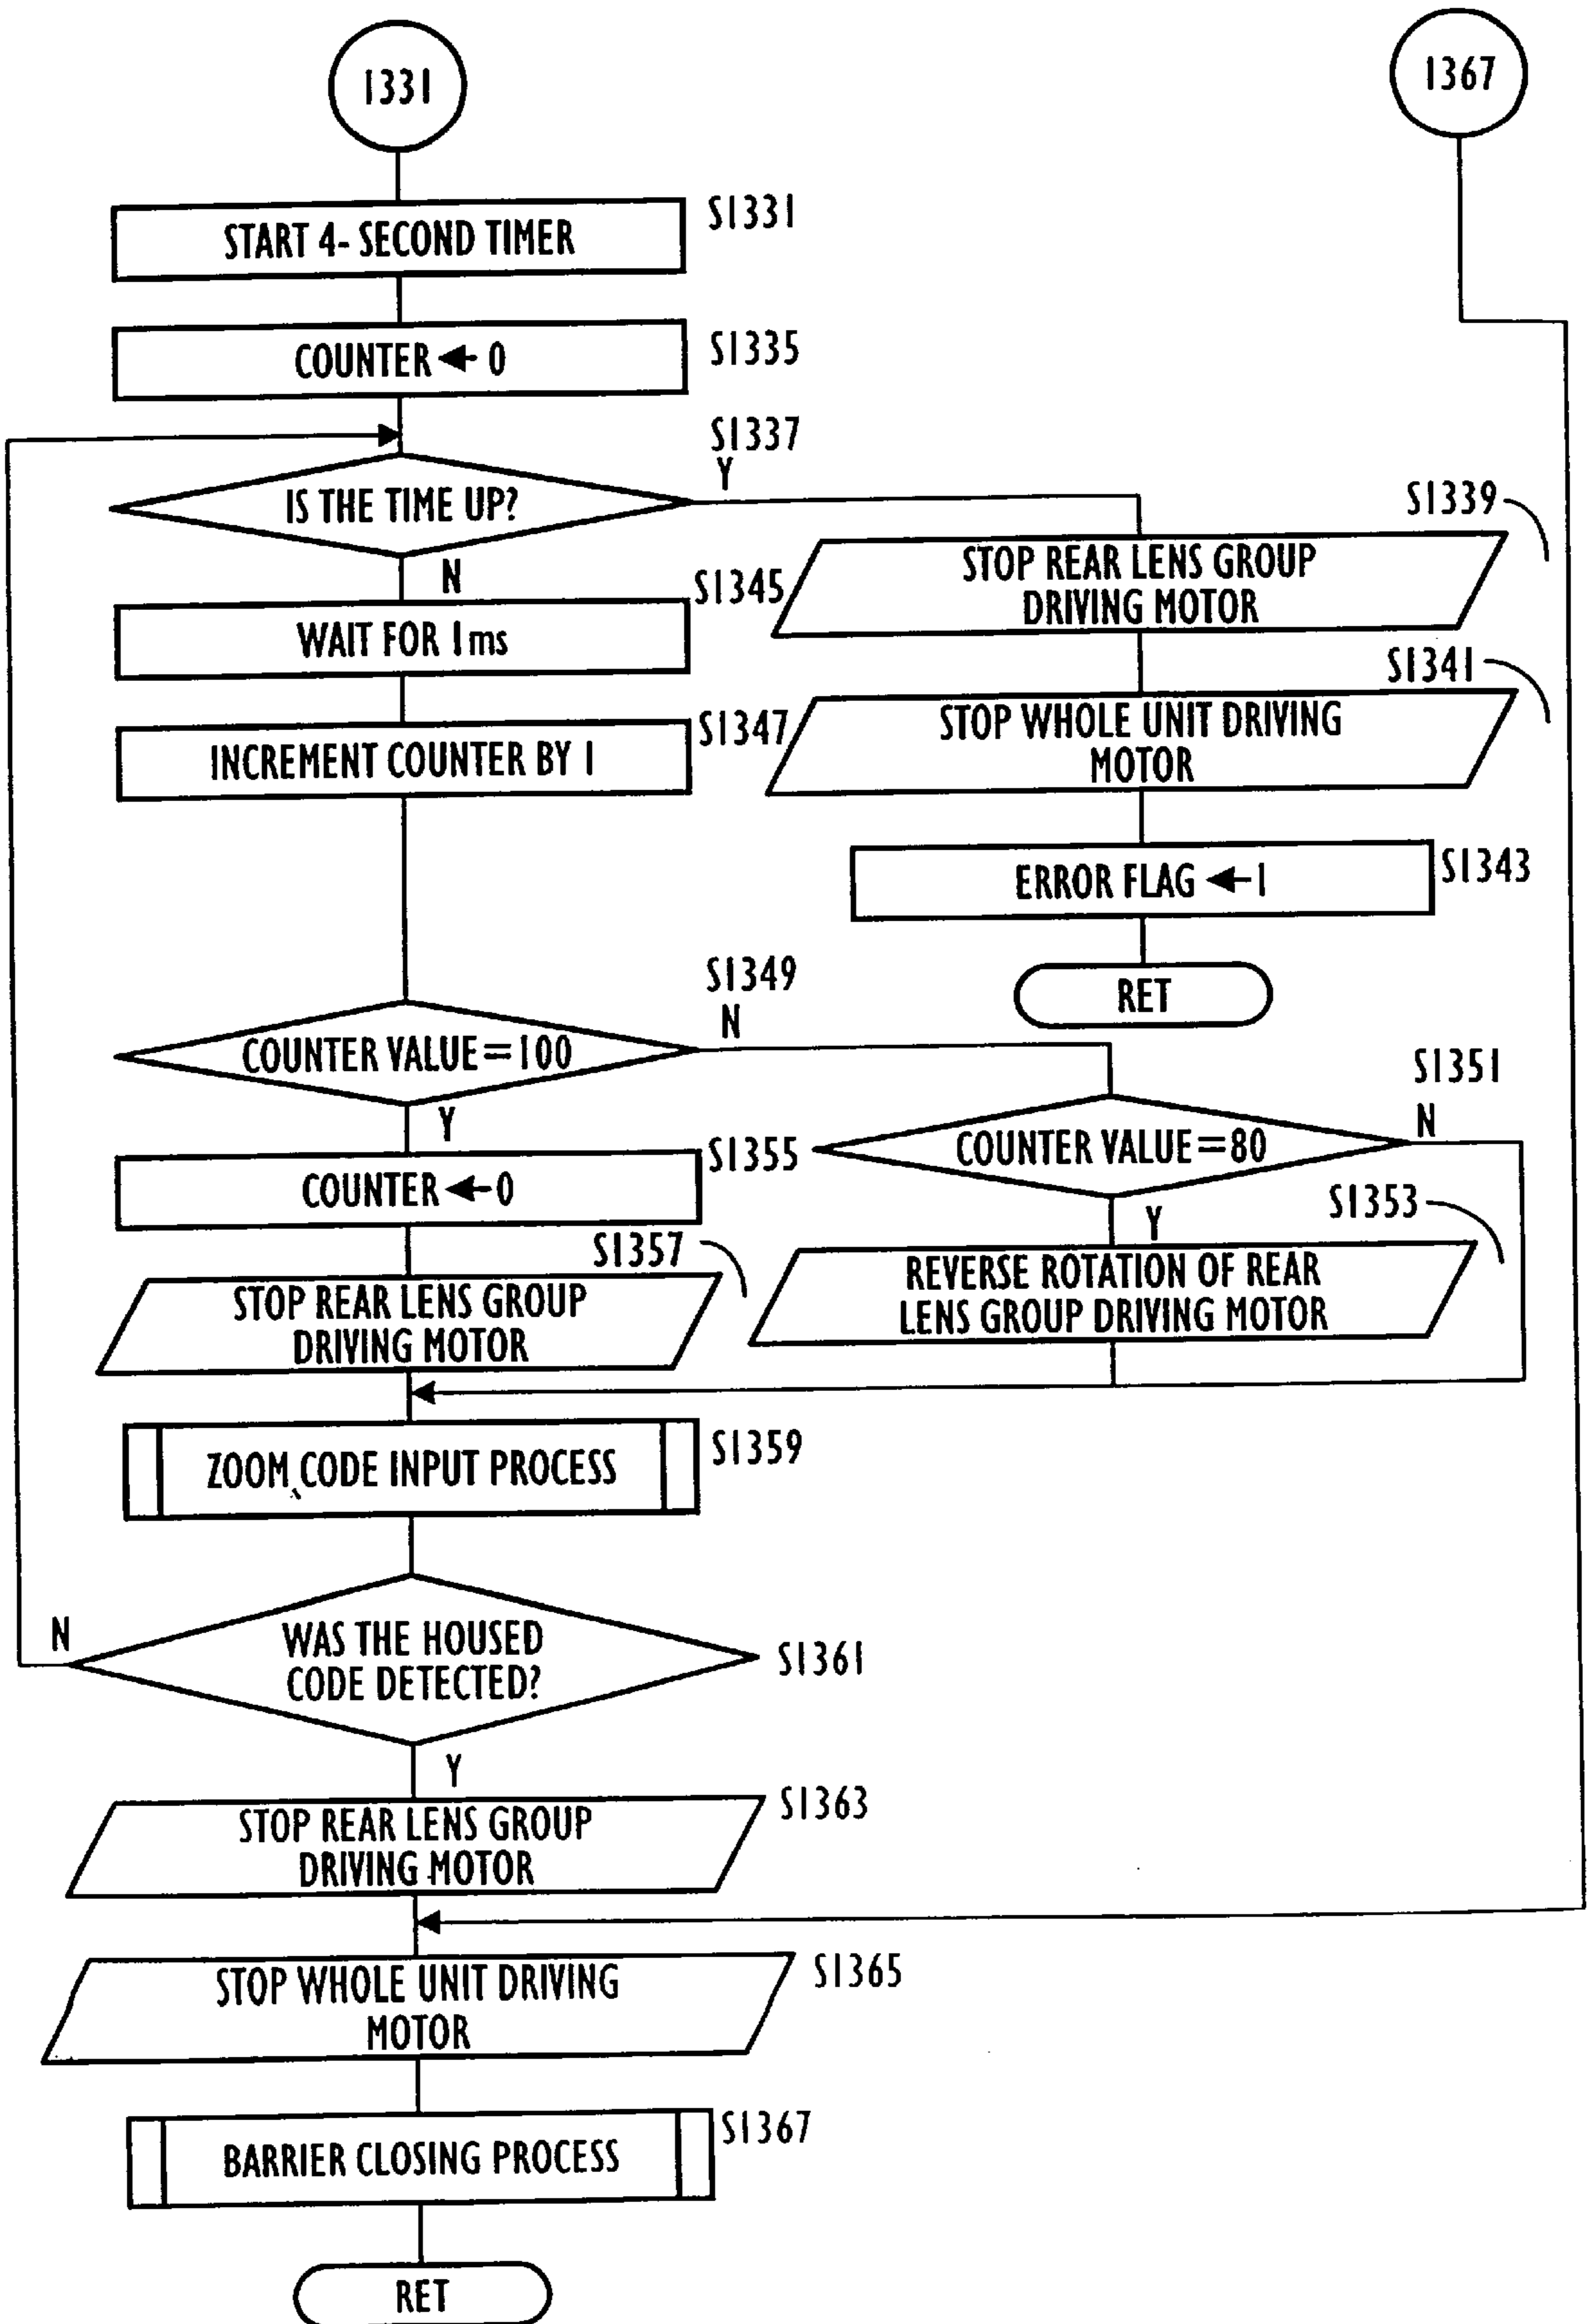 1331
1367
START 4- SECOND TIMER
S1331
COUNTER ← 0
S1335
S1337
IS THE TIME UP?
Y
N
S1339
STOP REAR LENS GROUP
DRIVING MOTOR
S1345
WAIT FOR 1ms
S1341
STOP WHOLE UNIT DRIVING
MOTOR
S1347
INCREMENT COUNTER BY 1
ERROR FLAG ← 1
S1343
RET
S1349
COUNTER VALUE=100
N
Y
S1351
COUNTER VALUE=80
N
Y
S1355
COUNTER ← 0
S1353
REVERSE ROTATION OF REAR
LENS GROUP DRIVING MOTOR
S1357
STOP REAR LENS GROUP
DRIVING MOTOR
ZOOM CODE INPUT PROCESS
S1359
N
WAS THE HOUSED
CODE DETECTED?
S1361
Y
STOP REAR LENS GROUP
DRIVING MOTOR
S1363
STOP WHOLE UNIT DRIVING
MOTOR
S1365
BARRIER CLOSING PROCESS
S1367
RET